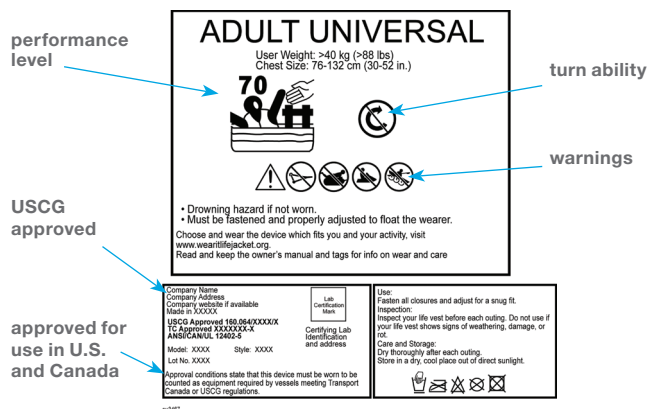 performance
level
ADULT UNIVERSAL
User Weight: >40 kg (>88 lbs)
Chest Size: 76-132 cm (30-52 in.)
70
turn ability
warnings
• Drowning hazard if not worn.
• Must be fastened and properly adjusted to float the wearer.
Choose and wear the device which fits you and your activity, visit
www.wearitlifejacket.org.
Read and keep the owner's manual and tags for info on wear and care
USCG
approved
approved for
use in U.S.
and Canada
Company Name
Company Address
Company website if available
Made in XXXXX
USCG Approved 160.064/XXXX/X
TC Approved XXXXXXX-X
ANSI/CAN/UL 12402-5
Model: XXXX Style: XXXX
Lot No. XXXX
Lab
Certification
Mark
Certifying Lab
Identification
and address
Approval conditions state that this device must be worn to be
counted as equipment required by vessels meeting Transport
Canada or USCG regulations.
Use:
Fasten all closures and adjust for a snug fit.
Inspection:
Inspect your life vest before each outing. Do not use if
your life vest shows signs of weathering, damage, or
rot.
Care and Storage:
Dry thoroughly after each outing.
Store in a dry, cool place out of direct sunlight.